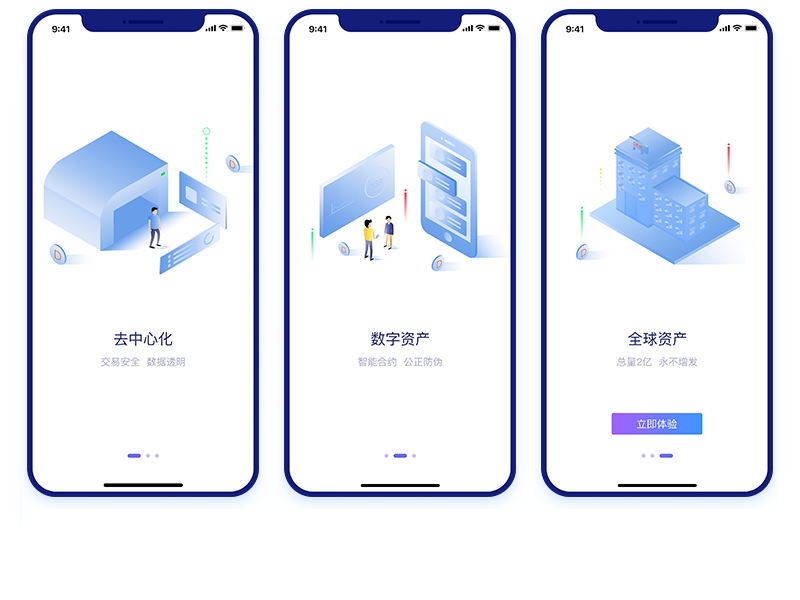 9:41
去中心化
交易安全 数据透明
9:41
数字资产
智能合约 公正防伪
9:41
全球资产
总量2亿 永不增发
立即体验